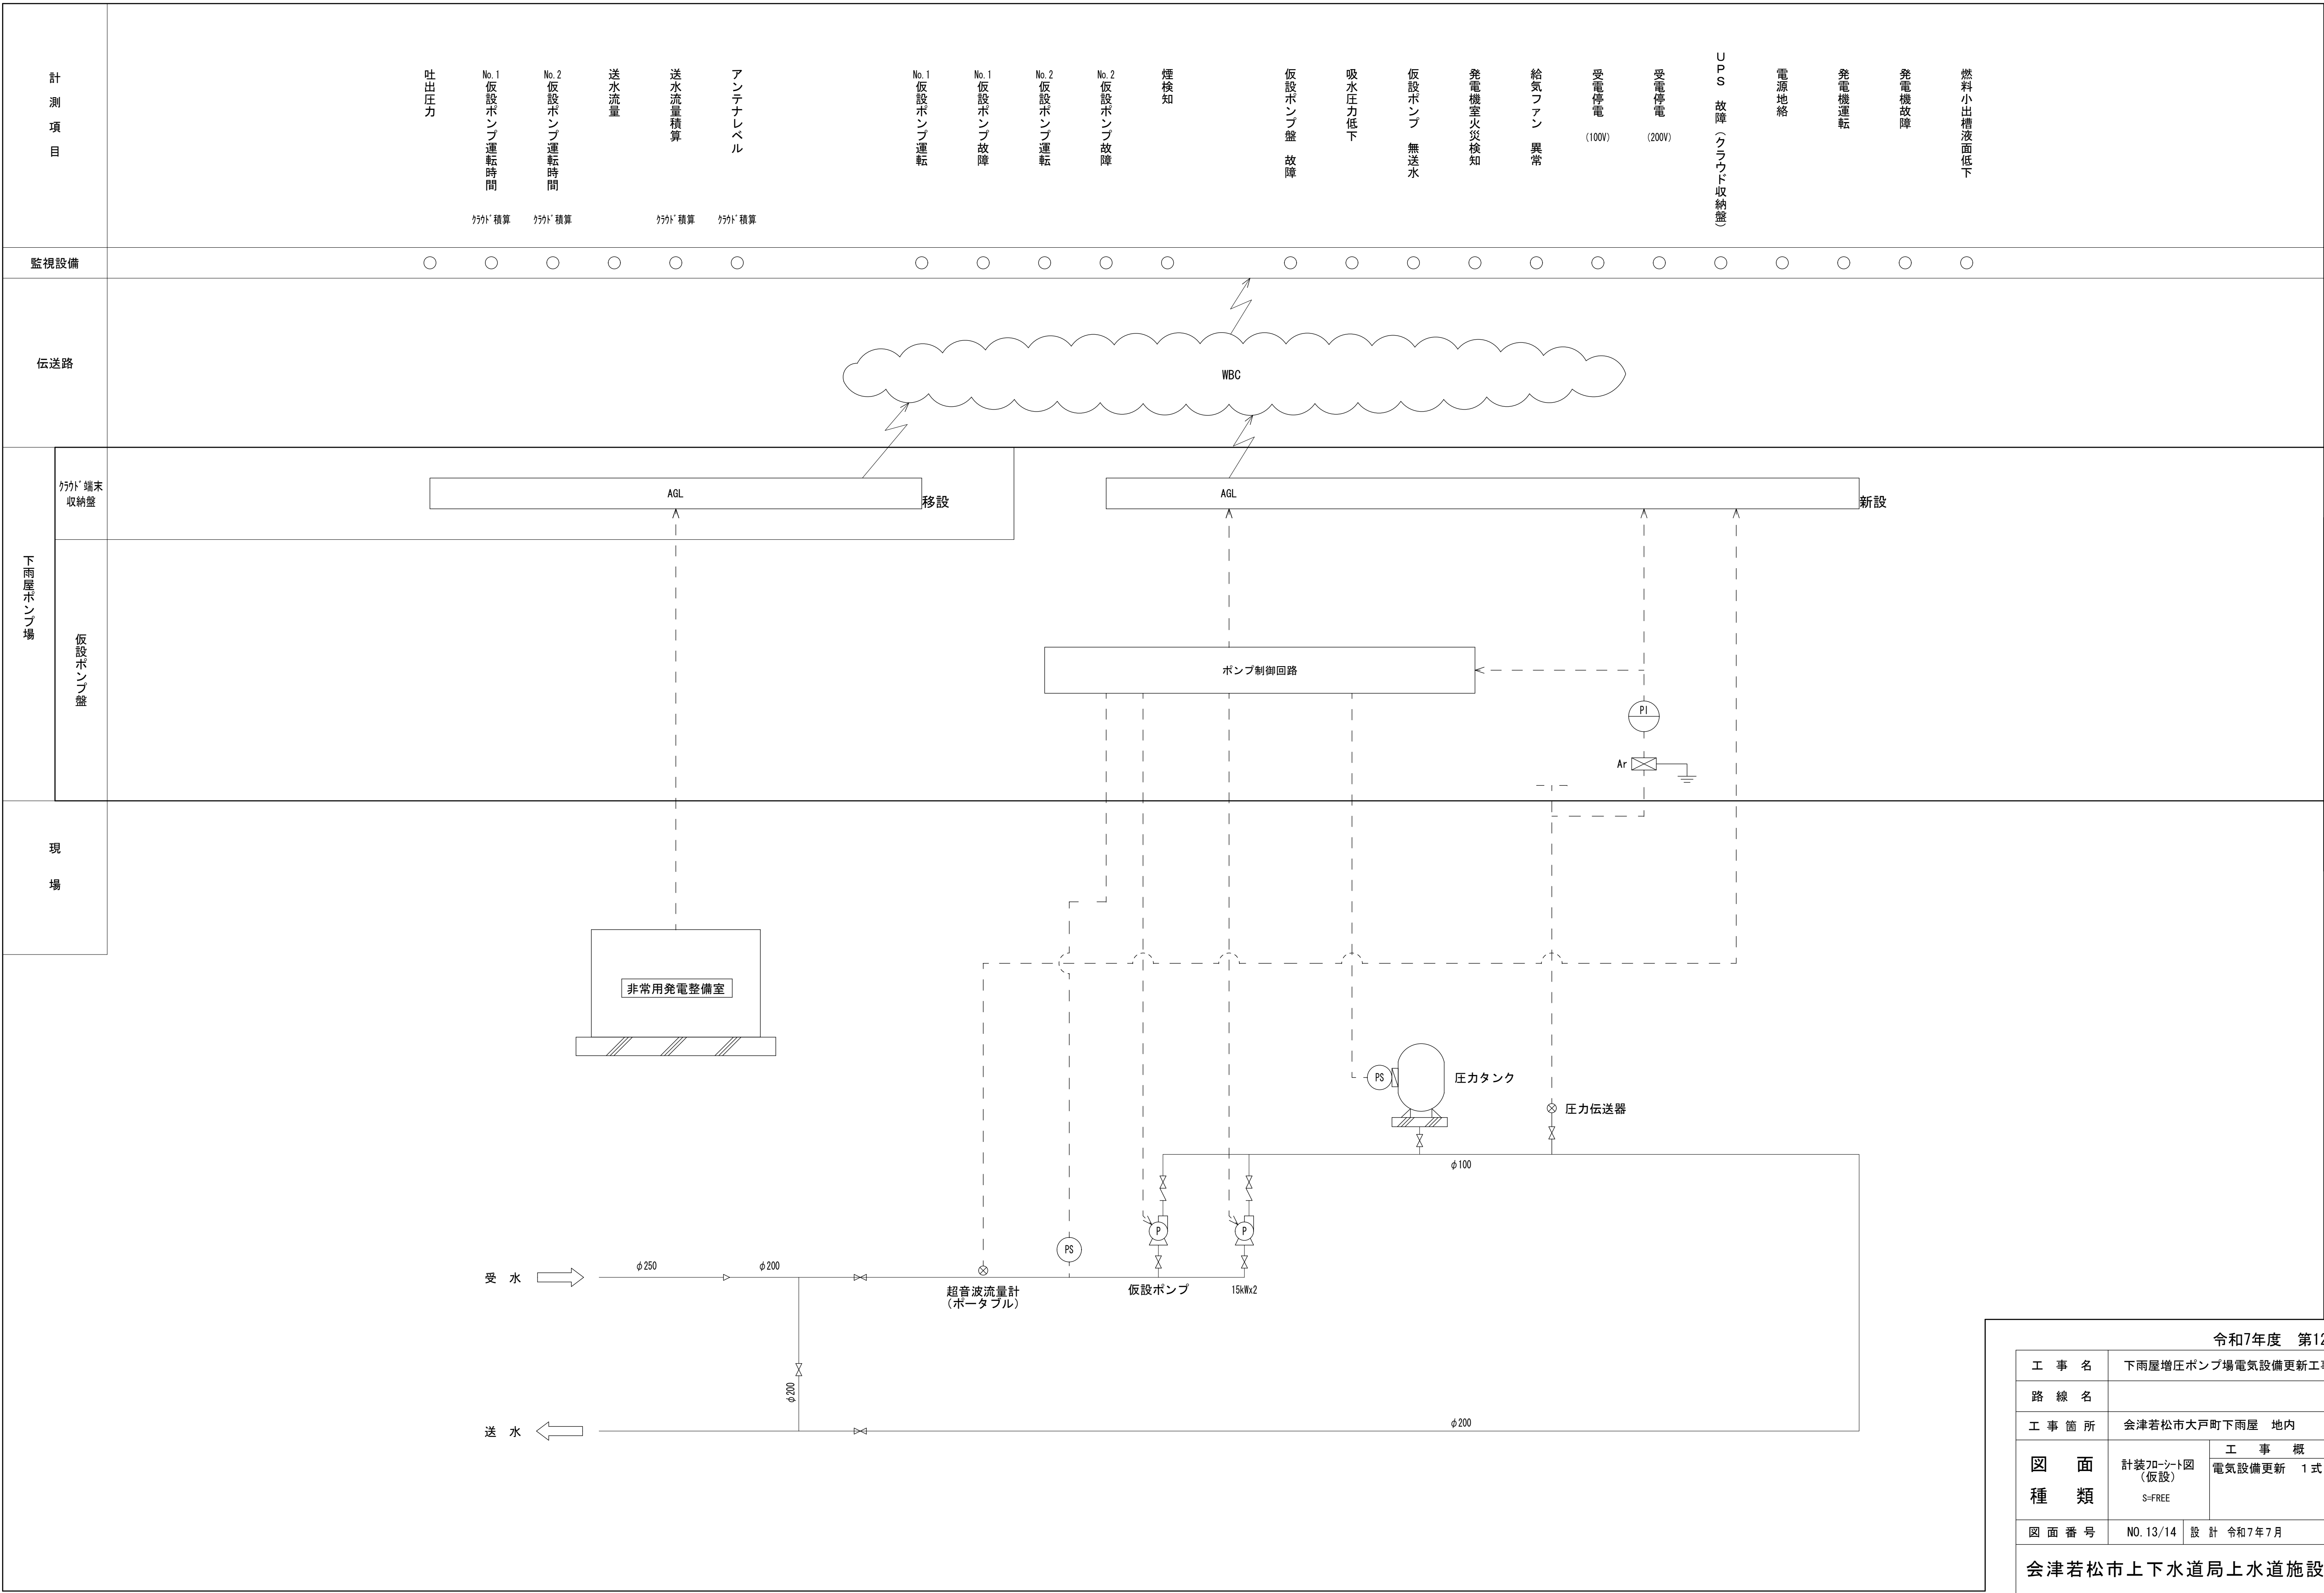 計測項目
吐出圧力
No.1 仮設ポンプ運転時間 ｸﾗｳﾄﾞ積算
No.2 仮設ポンプ運転時間 ｸﾗｳﾄﾞ積算
送水流量
送水流量積算 ｸﾗｳﾄﾞ積算
アンテナレベル ｸﾗｳﾄﾞ積算
No.1 仮設ポンプ運転
No.1 仮設ポンプ故障
No.2 仮設ポンプ運転
No.2 仮設ポンプ故障
煙検知
仮設ポンプ盤 故障
吸水圧力低下
仮設ポンプ 無送水
発電機室火災検知
給気ファン 異常
受電停電 (100V)
受電停電 (200V)
ＵＰＳ 故障（クラウド収納盤）
電源地絡
発電機運転
発電機故障
燃料小出槽液面低下
監視設備
伝送路
WBC
下雨屋ポンプ場
ｸﾗｳﾄﾞ端末
収納盤
AGL
移設
AGL
新設
仮設ポンプ盤
ポンプ制御回路
PI
Ar
現場
非常用発電整備室
PS
圧力タンク
圧力伝送器
φ100
P
P
PS
受 水
φ250
φ200
超音波流量計
（ポータブル）
仮設ポンプ
15kWx2
φ200
送 水
φ200
令和7年度 第12
工 事 名 下雨屋増圧ポンプ場電気設備更新工事
路 線 名
工 事 箇 所 会津若松市大戸町下雨屋 地内
図 面 種 類
計装ﾌﾛｰｼｰﾄ図
（仮設）
S=FREE
工 事 概
電気設備更新 １式
図 面 番 号 NO.13/14 設 計 令和７年７月
会津若松市上下水道局上水道施設